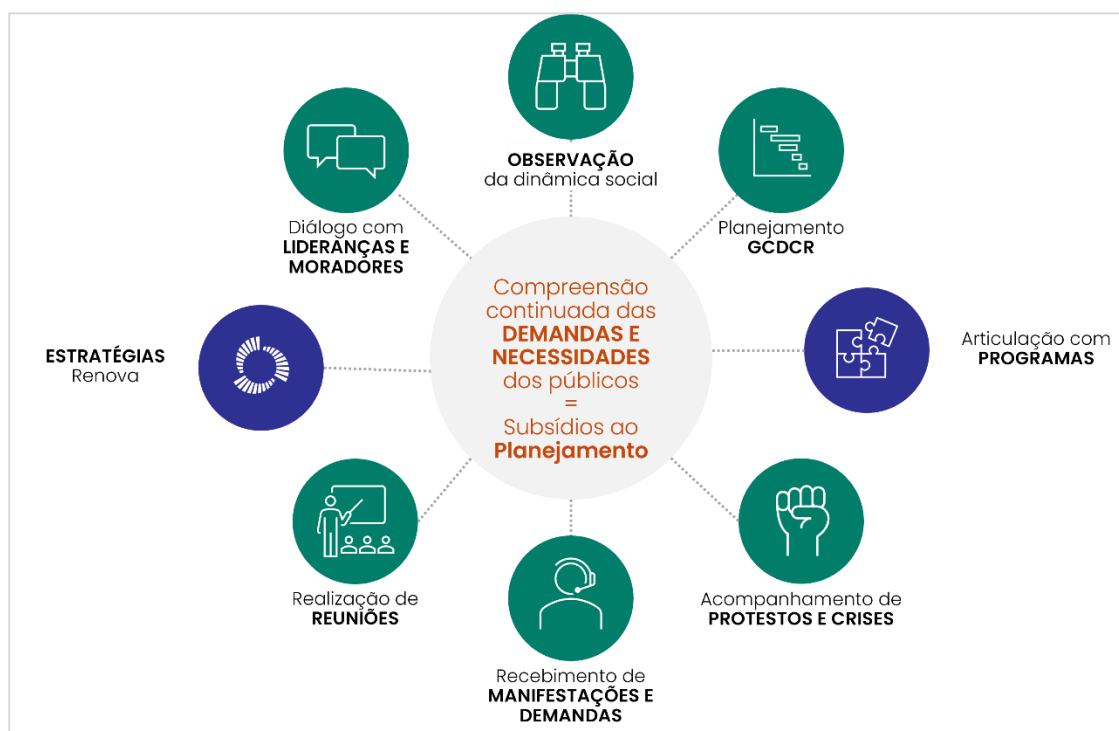 OBSERVAÇÃO
da dinâmica social
Diálogo com
LIDERANÇAS E
MORADORES
Planejamento
GCDCR
Compreensão
continuada das
DEMANDAS E
NECESSIDADES
dos públicos
=
Subsídios ao
Planejamento
ESTRATÉGIAS
Renova
Articulação com
PROGRAMAS
Realização de
REUNIÕES
Acompanhamento de
PROTESTOS E CRISES
Recebimento de
MANIFESTAÇÕES E
DEMANDAS